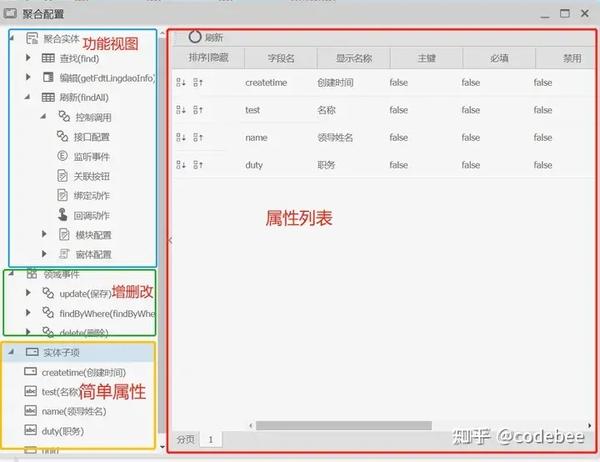 聚合配置
聚合实体
功能视图
查找(find)
编辑(getFdtLingdaoInfo)
刷新(findAll)
控制调用
接口配置
监听事件
关联按钮
绑定动作
回调动作
模块配置
窗体配置
领域事件
update(保存)
增删改
findByWhere(findByWhe
delete(删除)
实体子项
createtime(创建时间)
test(名称)
简单属性
name(领导姓名)
duty(职务)
刷新
排序|隐藏 字段名 显示名称 主键 必填 禁用
createtime 创建时间 false false false
test 名称 false false false
name 领导姓名 false false false
duty 职务 false false false
属性列表
分页 1
知乎 @codebee